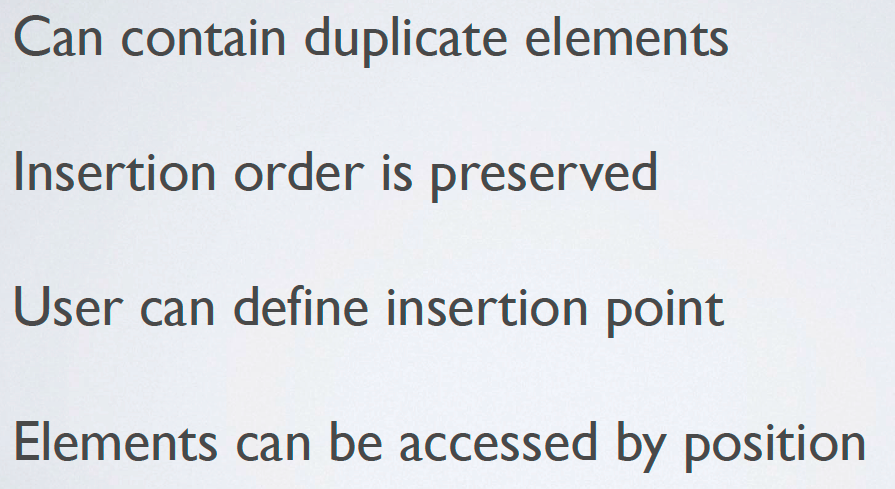 Can contain duplicate elements
Insertion order is preserved
User can define insertion point
Elements can be accessed by position